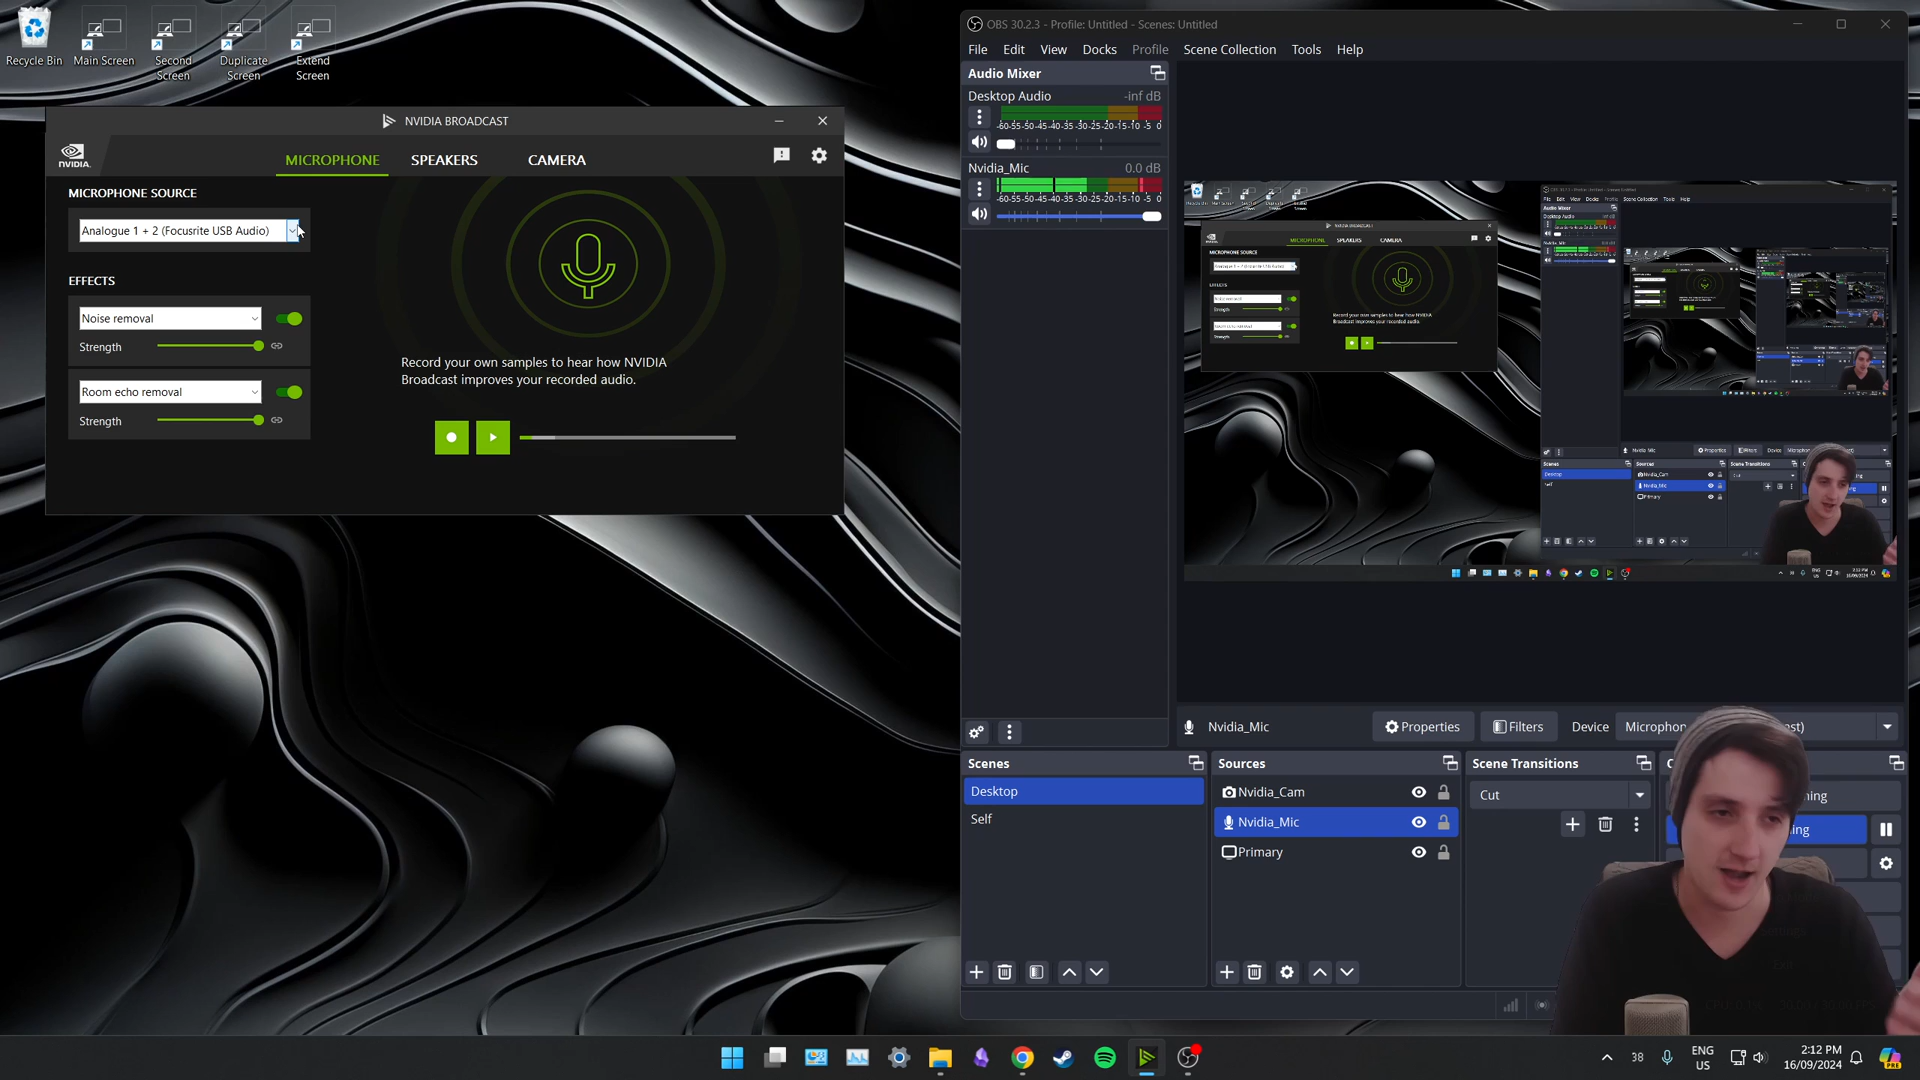 Recycle Bin
Main Screen
Second
Screen
Duplicate
Screen
Extend
Screen
NVIDIA BROADCAST
NVIDIA.
MICROPHONE
SPEAKERS
CAMERA
MICROPHONE SOURCE
Analogue 1 + 2 (Focusrite USB Audio)
EFFECTS
Noise removal
Strength
Room echo removal
Strength
Record your own samples to hear how NVIDIA
Broadcast improves your recorded audio.
OBS 30.2.3 - Profile: Untitled - Scenes: Untitled
File Edit View Docks Profile Scene Collection Tools Help
Audio Mixer
Desktop Audio -inf dB
-60 -55 -50 -45 -40 -35 -30 -25 -20 -15 -10 -5 0
Nvidia_Mic 0.0 dB
-60 -55 -50 -45 -40 -35 -30 -25 -20 -15 -10 -5 0
Nvidia_Mic
Properties
Filters
Device
Scenes
Desktop
Self
Sources
Nvidia_Cam
Nvidia_Mic
Primary
Scene Transitions
Cut
38
ENG
US
2:12 PM
16/09/2024